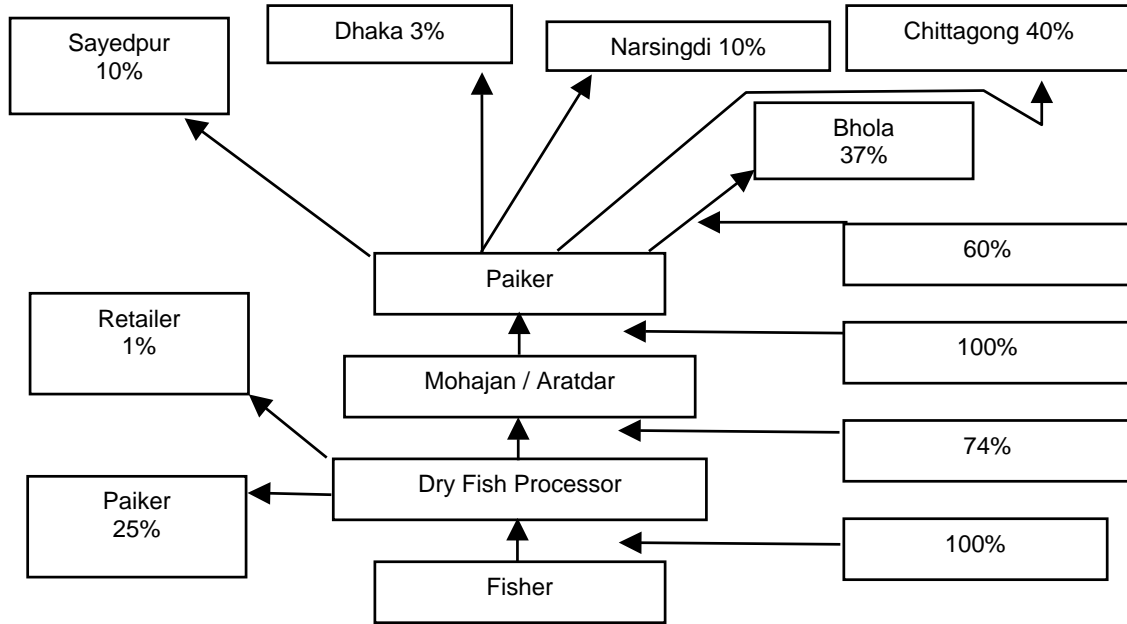 Sayedpur
10%
Dhaka 3%
Narsingdi 10%
Chittagong 40%
Bhola
37%
60%
Paiker
Retailer
1%
100%
Mohajan / Aratdar
74%
Dry Fish Processor
Paiker
25%
100%
Fisher